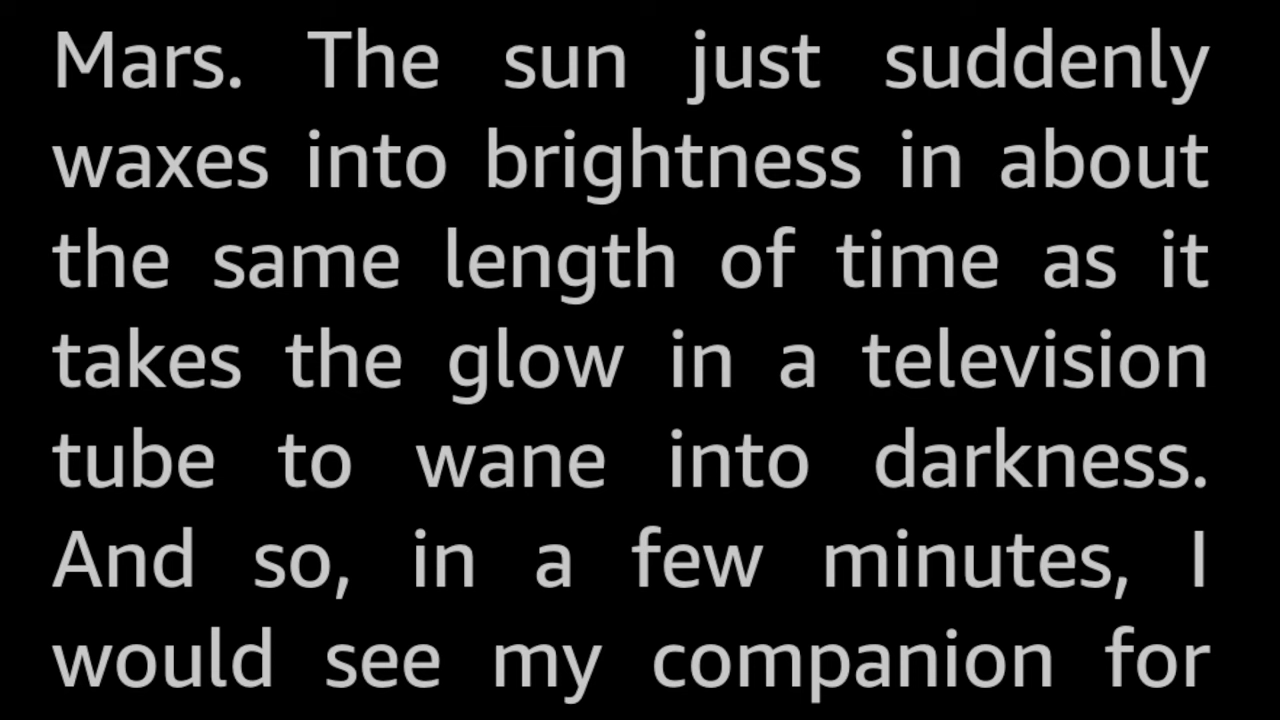 Mars. The sun just suddenly
waxes into brightness in about
the same length of time as it
takes the glow in a television
tube to wane into darkness.
And so, in a few minutes, I
would see my companion for